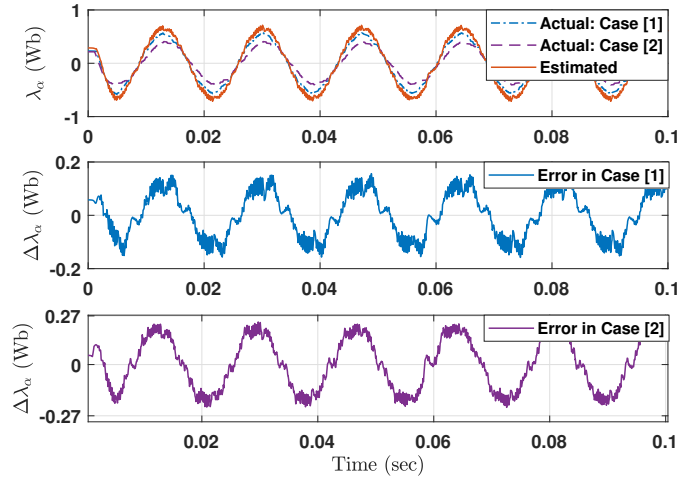 1
0
-1
λα (Wb)
Actual: Case [1]
Actual: Case [2]
Estimated
0 0.02 0.04 0.06 0.08 0.1
0.2
0
-0.2
Δλα (Wb)
Error in Case [1]
0 0.02 0.04 0.06 0.08 0.1
0.27
0
-0.27
Δλα (Wb)
Error in Case [2]
0.02 0.04 0.06 0.08 0.1
Time (sec)